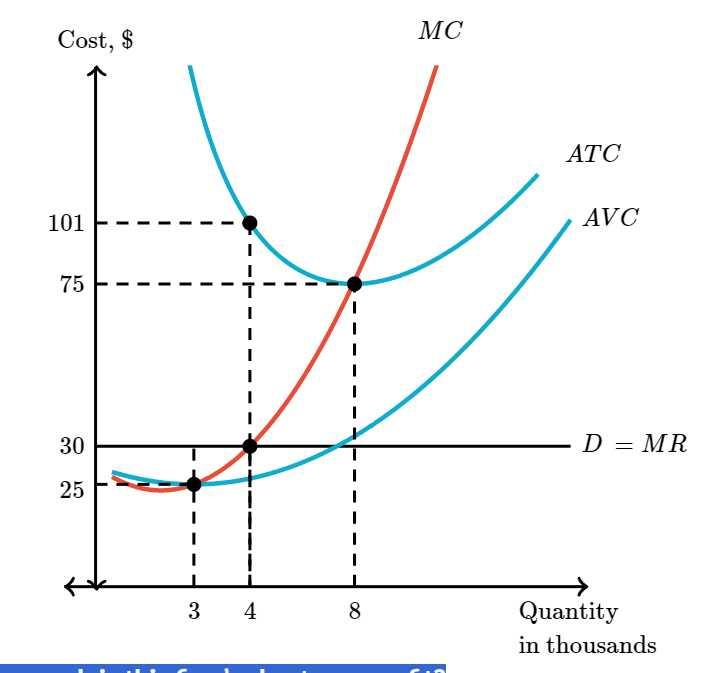 MC
Cost, $
ATC
101
AVC
75
30
D = MR
25
3 4 8
Quantity
in thousands